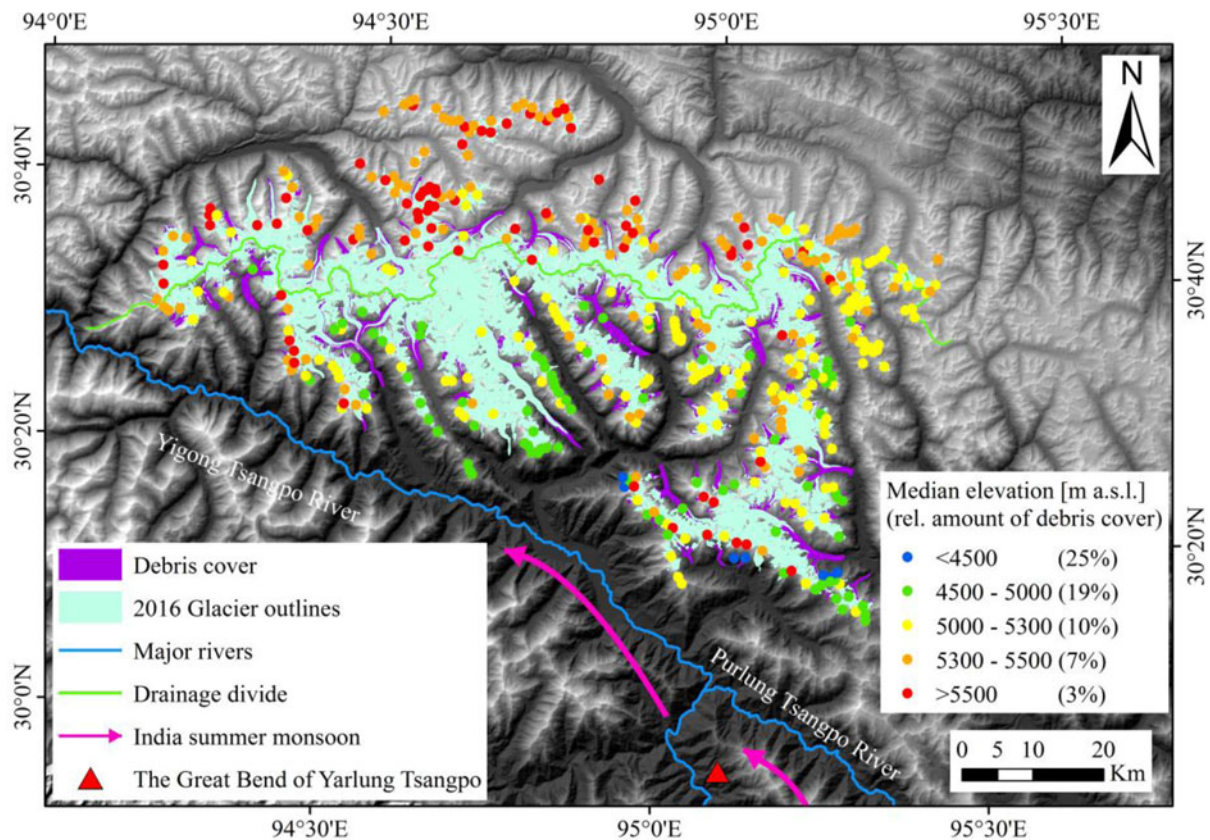 94°0'E 94°30'E 95°0'E 95°30'E
N
30°40'N
30°40'N
30°20'N
Yigong Tsangpo River
30°20'N
Median elevation [m a.s.l.]
(rel. amount of debris cover)
<4500 (25%)
4500 - 5000 (19%)
5000 - 5300 (10%)
5300 - 5500 (7%)
>5500 (3%)
Debris cover
2016 Glacier outlines
Major rivers
Drainage divide
India summer monsoon
The Great Bend of Yarlung Tsangpo
30°0'N
30°0'N
Purlung Tsangpo River
0 5 10 20
Km
94°30'E 95°0'E 95°30'E